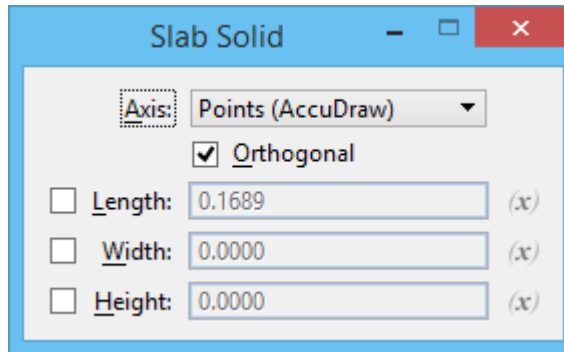 Slab Solid
Axis: Points (AccuDraw)
Orthogonal
Length: 0.1689 (x)
Width: 0.0000 (x)
Height: 0.0000 (x)